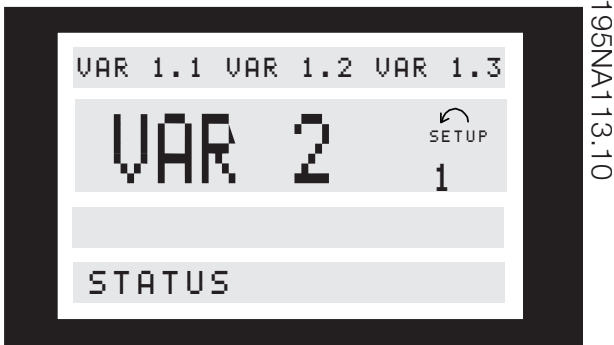 VAR 1.1 VAR 1.2 VAR 1.3
VAR 2
SETUP
1
STATUS
195NA113.10